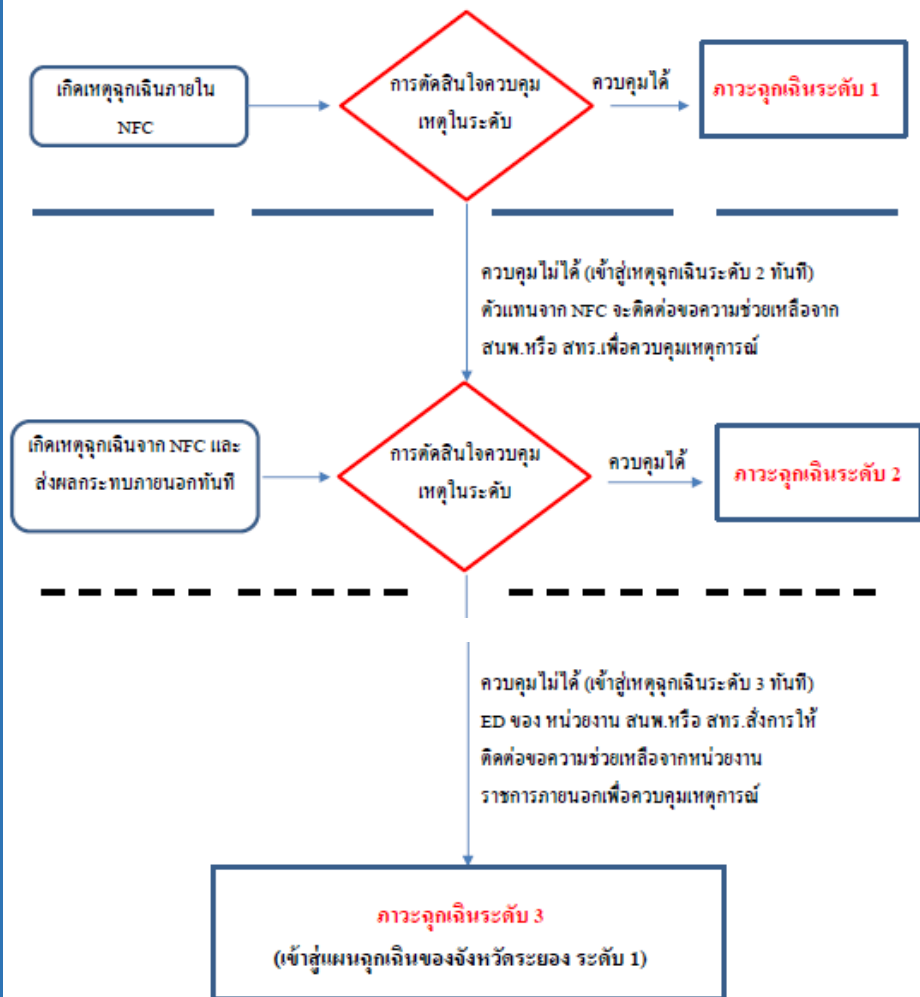 เกิดเหตุฉุกเฉินภายใน
NFC
การตัดสินใจควบคุม
เหตุในระดับ
ควบคุมได้
ภาวะฉุกเฉินระดับ 1
ควบคุมไม่ได้ (เข้าสู่เหตุฉุกเฉินระดับ 2 ทันที)
ตัวแทนจาก NFC จะติดต่อขอความช่วยเหลือจาก
สนพ.หรือ สทร.เพื่อควบคุมเหตุการณ์
เกิดเหตุฉุกเฉินจาก NFC และ
ส่งผลกระทบภายนอกทันที
การตัดสินใจควบคุม
เหตุในระดับ
ควบคุมได้
ภาวะฉุกเฉินระดับ 2
ควบคุมไม่ได้ (เข้าสู่เหตุฉุกเฉินระดับ 3 ทันที)
ED ของ หน่วยงาน สนพ.หรือ สทร.สั่งการให้
ติดต่อขอความช่วยเหลือจากหน่วยงาน
ราชการภายนอกเพื่อควบคุมเหตุการณ์
ภาวะฉุกเฉินระดับ 3
(เข้าสู่แผนฉุกเฉินของจังหวัดระยอง ระดับ 1)